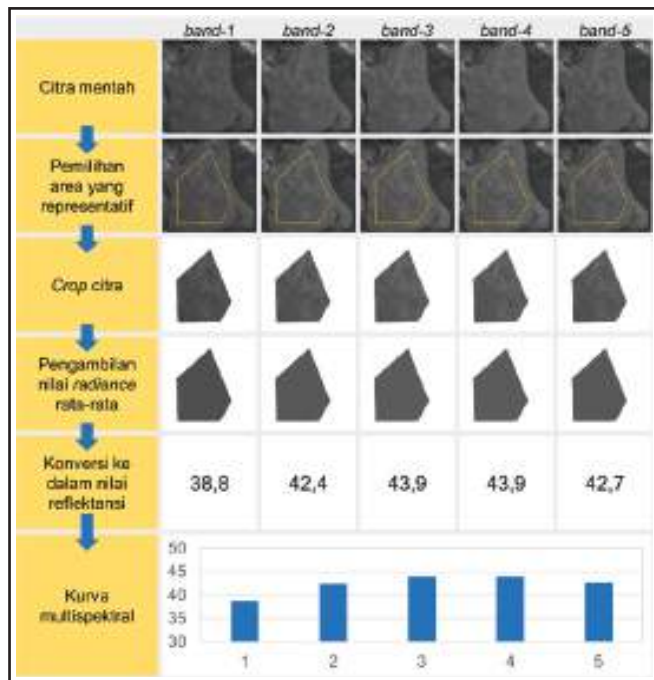 band-1 band-2 band-3 band-4 band-5
Citra mentah
Pemilihan
area yang
representatif
Crop citra
Pengambilan
nilai radiance
rata-rata
Konversi ke
dalam nilai
reflektansi
38,8 42,4 43,9 43,9 42,7
Kurva
multispektral
50
45
40
35
30
1 2 3 4 5